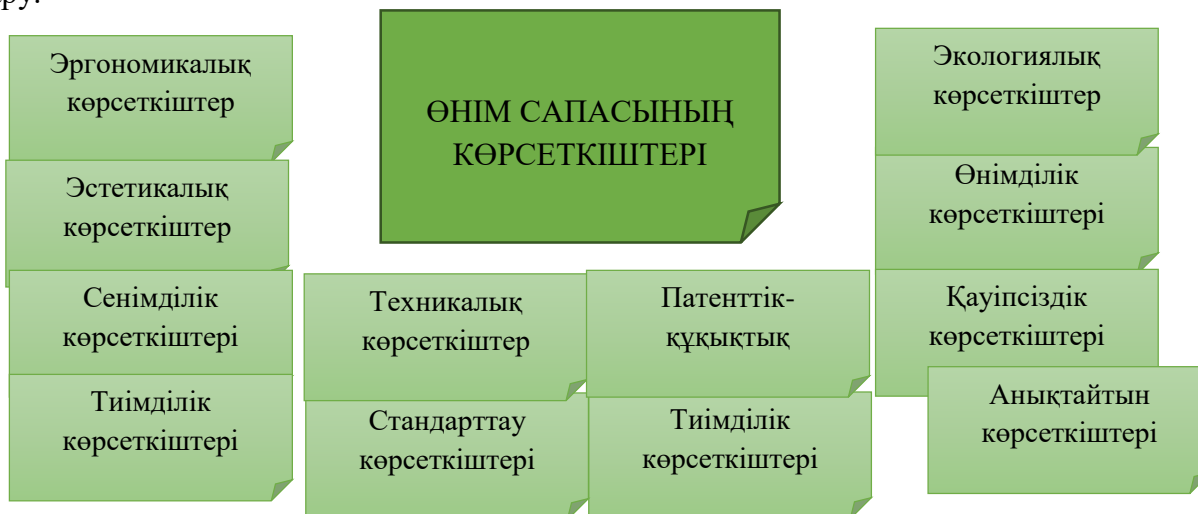 ру.
Эргономикалық
көрсеткіштер
Эстетикалық
көрсеткіштер
Сенімділік
көрсеткіштері
Тиімділік
көрсеткіштері
ӨНІМ САПАСЫНЫҢ
КӨРСЕТКІШТЕРІ
Техникалық
көрсеткіштер
Стандарттау
көрсеткіштері
Патенттік-
құқықтық
Тиімділік
көрсеткіштері
Экологиялық
көрсеткіштер
Өнімділік
көрсеткіштері
Қауіпсіздік
көрсеткіштері
Анықтайтын
көрсеткіштері